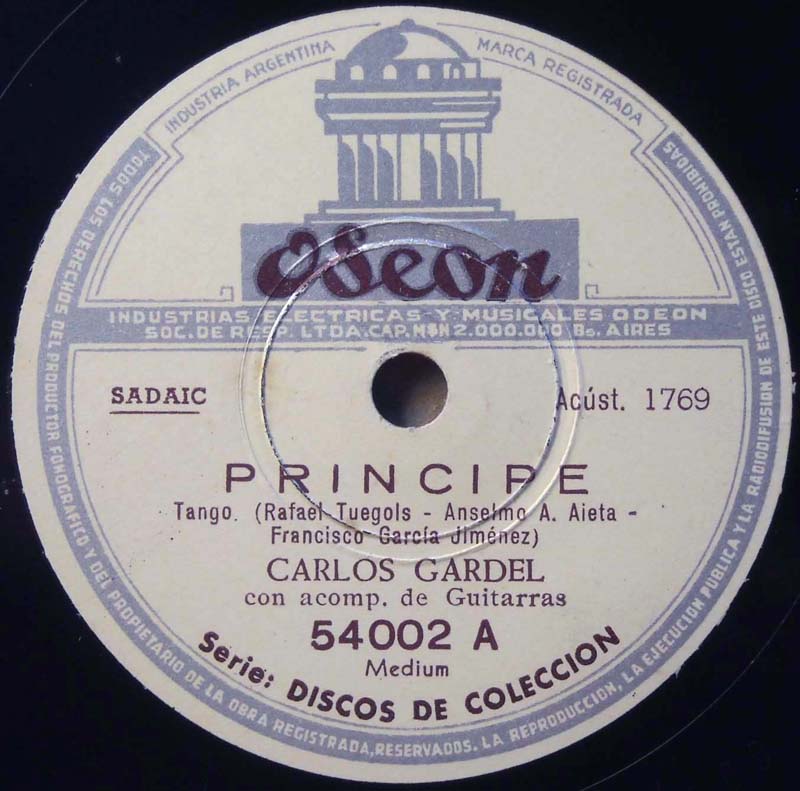 INDUSTRIA ARGENTINA
MARCA REGISTRADA
Odeon
INDUSTRIAS ELECTRICAS Y MUSICALES ODEON
SOC. DE RESP. LTDA. CAP. M$N 2.000.000 Bs. AIRES
SADAIC
Acúst. 1769
PRINCIPE
Tango. (Rafael Tuegols - Anselmo A. Aieta -
Francisco García Jiménez)
CARLOS GARDEL
con acomp. de Guitarras
54002 A
Medium
Serie: DISCOS DE COLECCION
TODOS LOS DERECHOS DEL PRODUCTOR FONOGRAFICO Y DEL PROPIETARIO DE LA OBRA REGISTRADA, RESERVADOS. LA REPRODUCCION, LA EJECUCION PUBLICA Y LA RADIODIFUSION DE ESTE DISCO ESTAN PROHIBIDAS